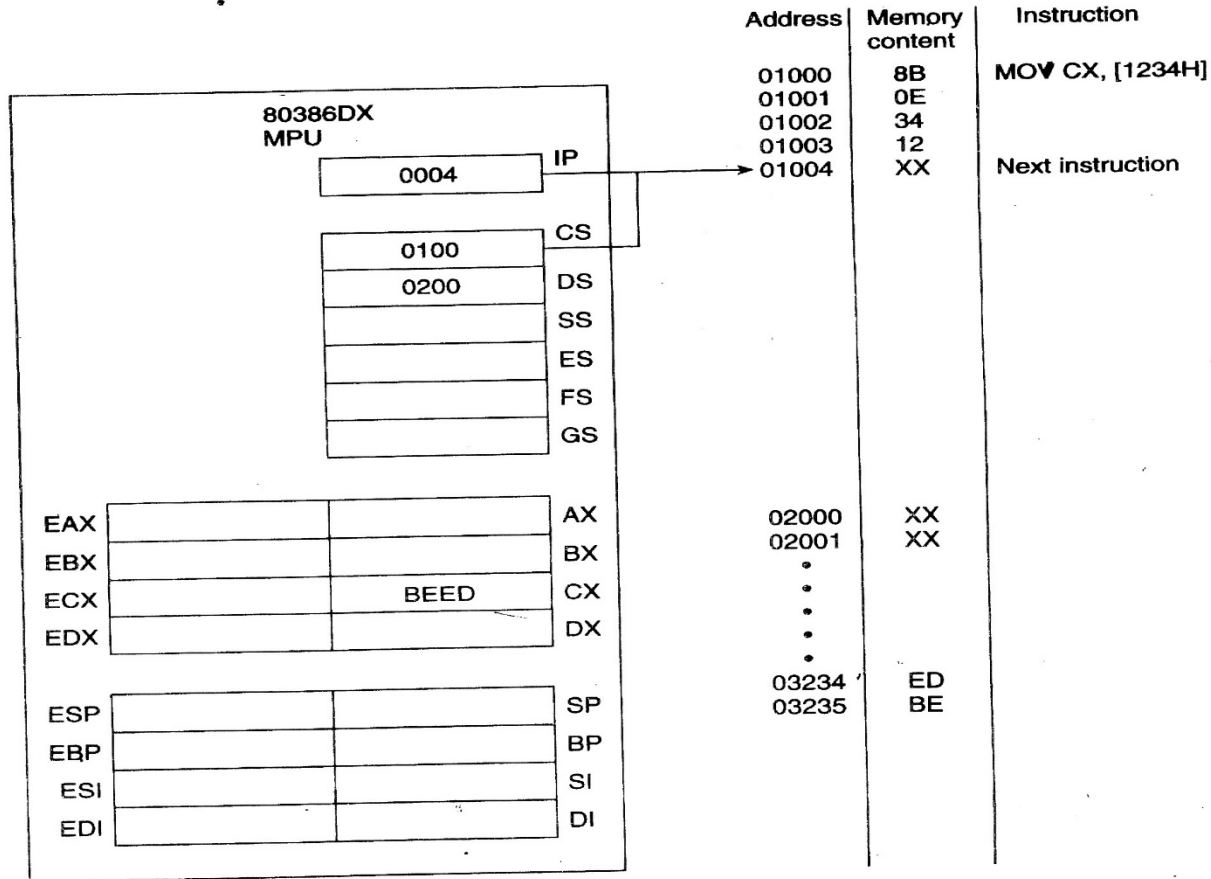 Address Memory Instruction
content
01000 8B MOV CX, [1234H]
01001 0E
01002 34
01003 12
01004 XX Next instruction
80386DX
MPU
0004 IP
0100 CS
0200 DS
SS
ES
FS
GS
EAX AX
EBX BX
ECX BEED CX
EDX DX
02000 XX
02001 XX
03234 ED
03235 BE
ESP SP
EBP BP
ESI SI
EDI DI